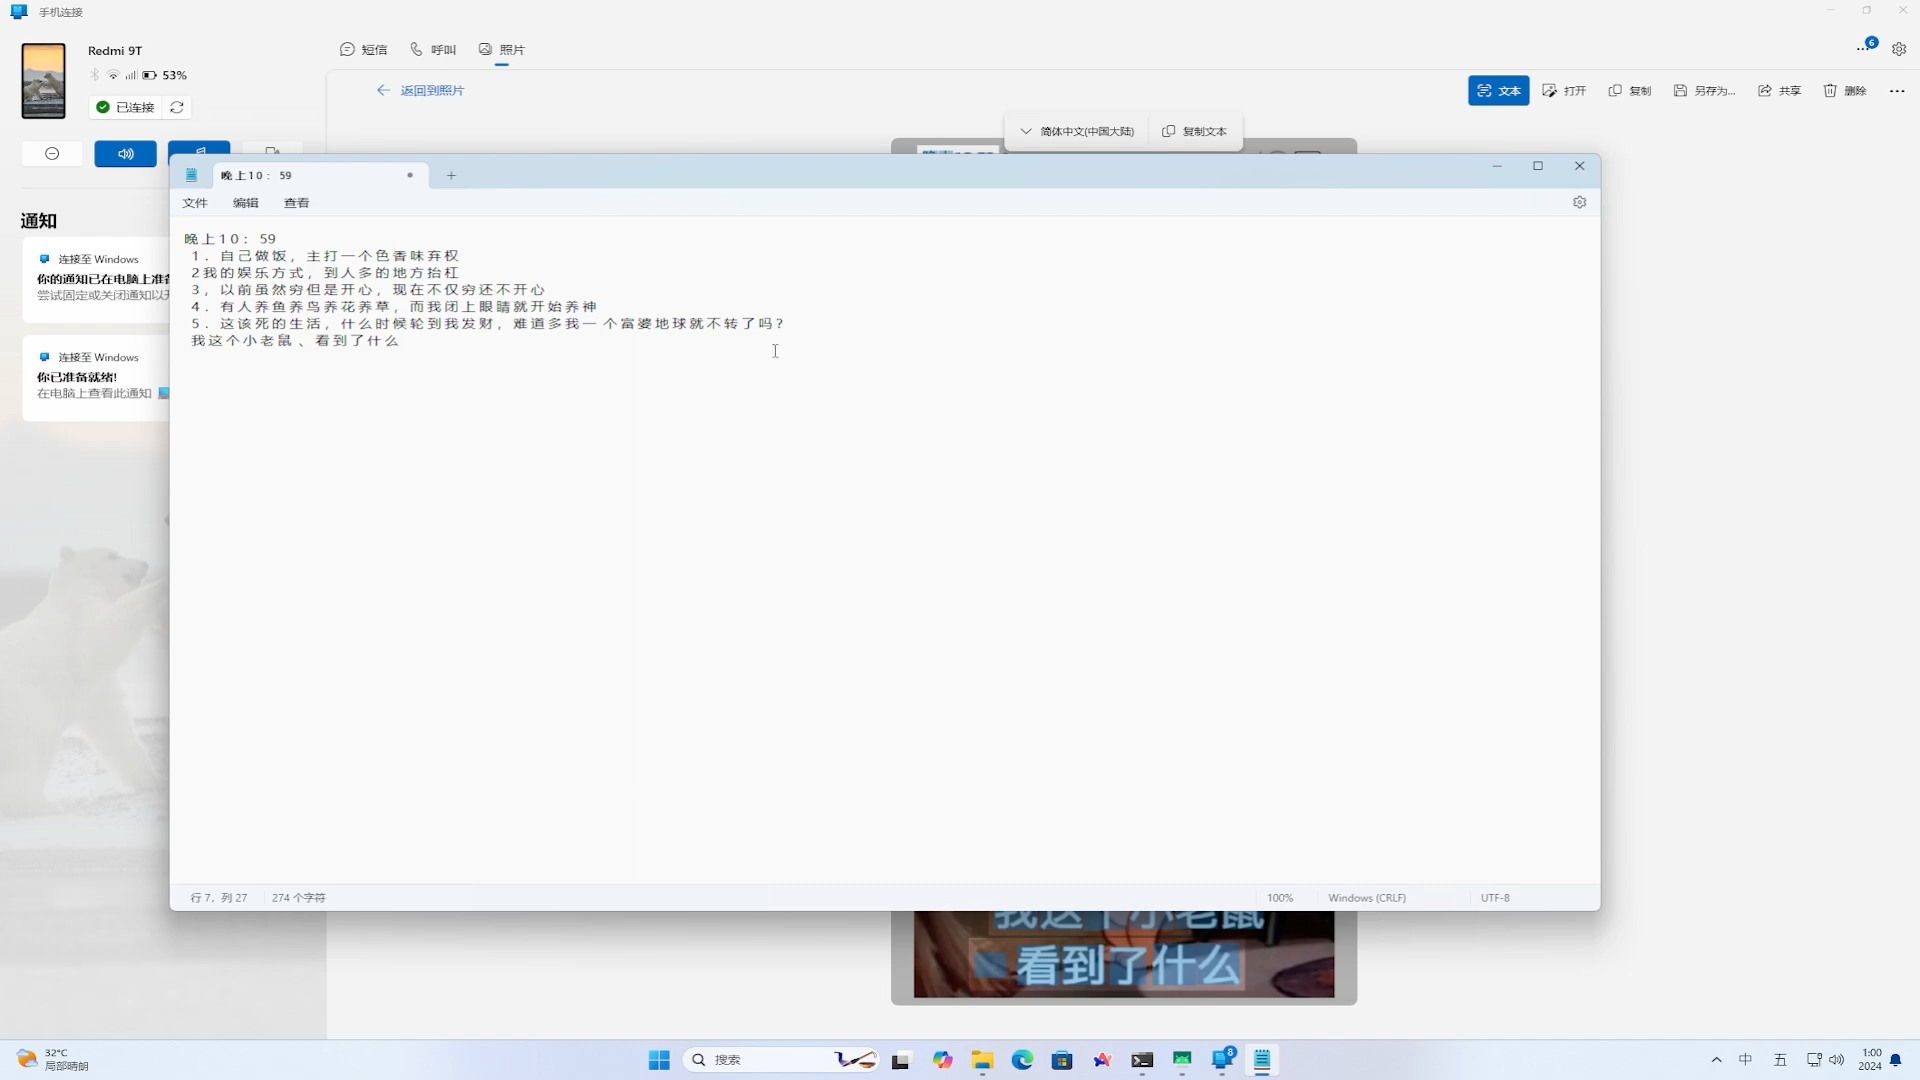 手机连接
Redmi 9T
53%
已连接
短信 呼叫 照片
6
返回到照片
文本 打开 复制 另存为... 共享 删除
简体中文(中国大陆) 复制文本
通知
连接至 Windows
你的通知已在电脑上准
尝试固定或关闭通知以
连接至 Windows
你已准备就绪!
在电脑上查看此通知
晚上10：59
文件 编辑 查看
晚上10：59
1．自己做饭，主打一个色香味弃权
2我的娱乐方式，到人多的地方抬杠
3，以前虽然穷但是开心，现在不仅穷还不开心
4．有人养鱼养鸟养花养草，而我闭上眼睛就开始养神
5．这该死的生活，什么时候轮到我发财，难道多我一 个富婆地球就不转了吗?
我这个小老鼠 、看到了什么
行 7，列 27 274 个字符 100% Windows (CRLF) UTF-8
我这个小老鼠
看到了什么
32°C
局部晴朗
搜索
8
中 五
1:00
2024